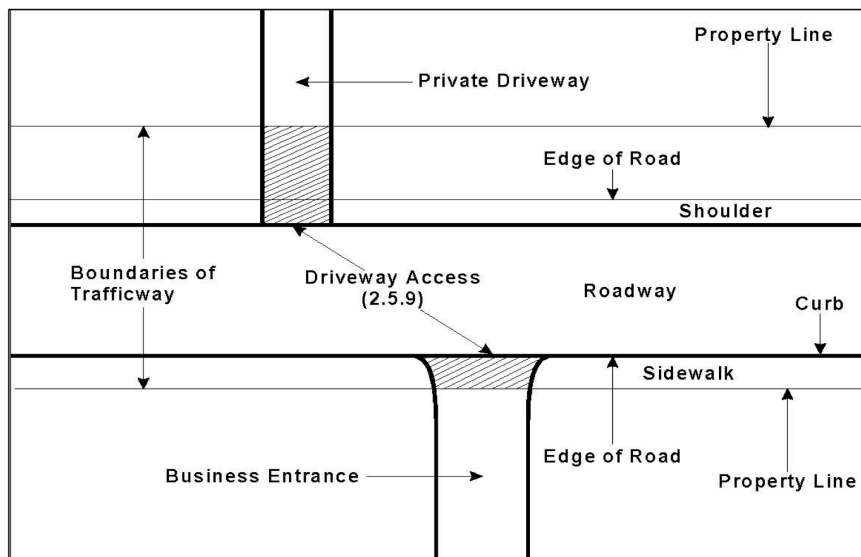 Property Line
Private Driveway
Edge of Road
Shoulder
Boundaries of
Trafficway
Driveway Access
(2.5.9)
Roadway
Curb
Sidewalk
Business Entrance
Edge of Road
Property Line